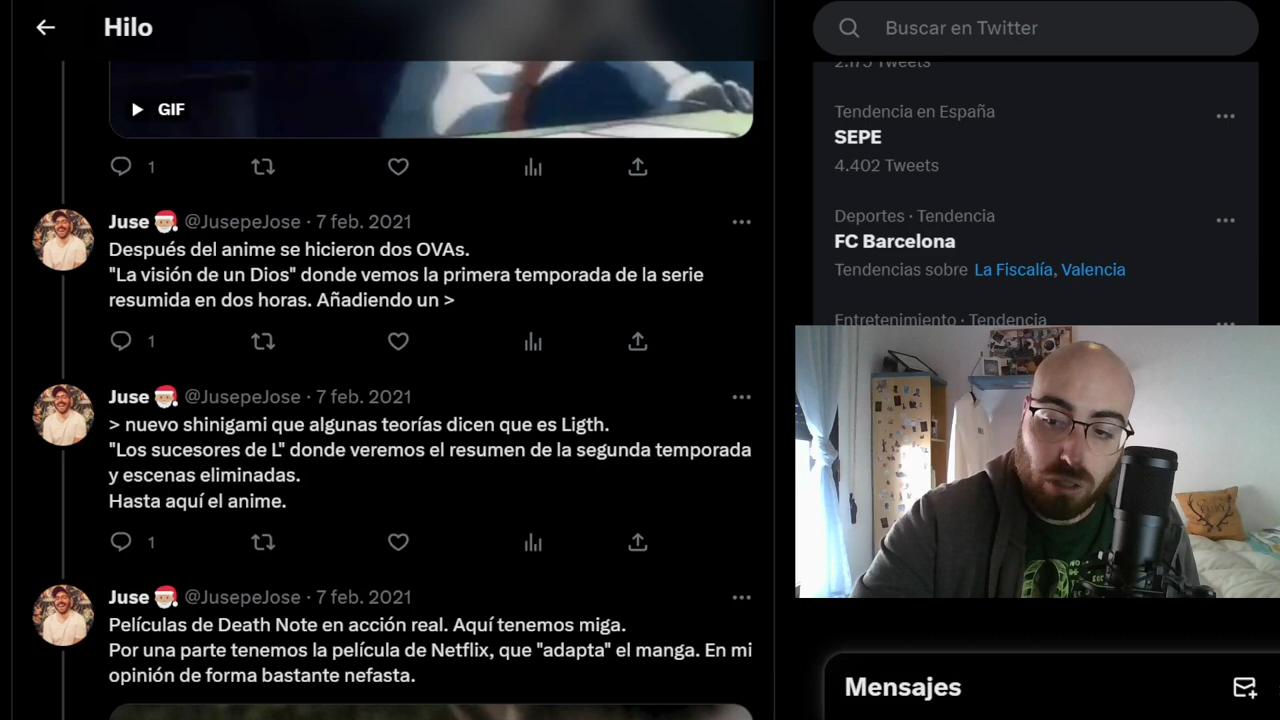 Hilo
GIF
1
Juse @JusepeJose · 7 feb. 2021
Después del anime se hicieron dos OVAs.
"La visión de un Dios" donde vemos la primera temporada de la serie
resumida en dos horas. Añadiendo un >
1
Juse @JusepeJose · 7 feb. 2021
> nuevo shinigami que algunas teorías dicen que es Ligth.
"Los sucesores de L" donde veremos el resumen de la segunda temporada
y escenas eliminadas.
Hasta aquí el anime.
1
Juse @JusepeJose · 7 feb. 2021
Películas de Death Note en acción real. Aquí tenemos miga.
Por una parte tenemos la película de Netflix, que "adapta" el manga. En mi
opinión de forma bastante nefasta.
Buscar en Twitter
Tweets
Tendencia en España
SEPE
4.402 Tweets
Deportes · Tendencia
FC Barcelona
Tendencias sobre La Fiscalía, Valencia
Entretenimiento · Tendencia
Mensajes